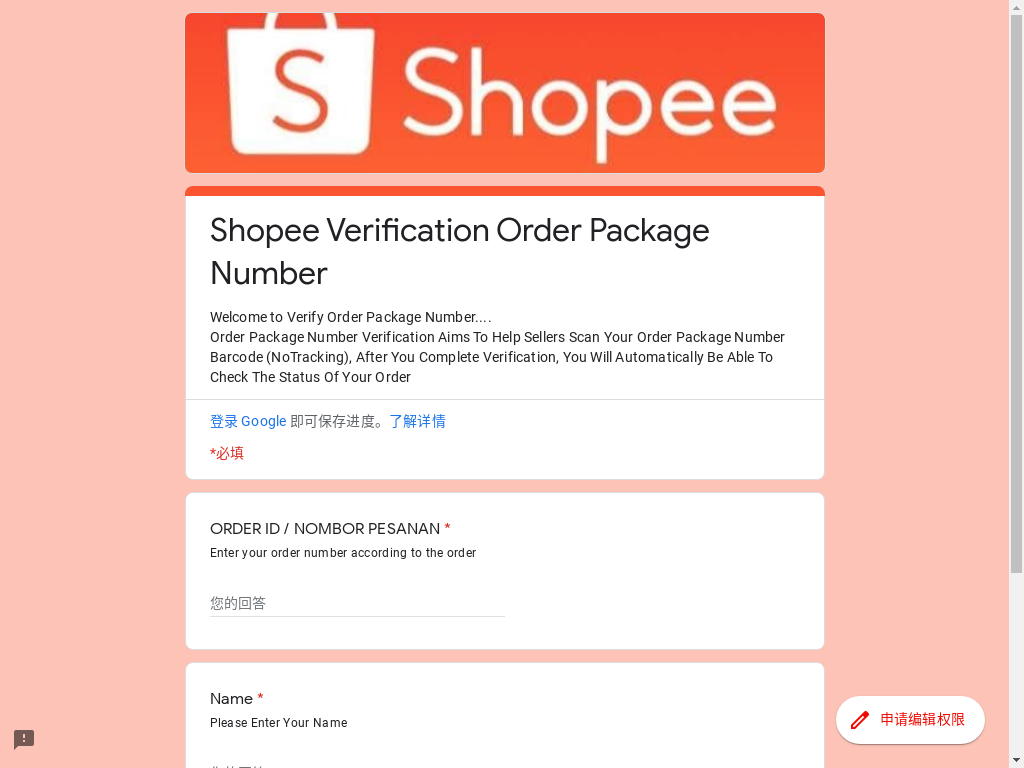 S Shopee
Shopee Verification Order Package
Number
Welcome to Verify Order Package Number....
Order Package Number Verification Aims To Help Sellers Scan Your Order Package Number
Barcode (NoTracking), After You Complete Verification, You Will Automatically Be Able To
Check The Status Of Your Order
登录 Google 即可保存进度。了解详情
*必填
ORDER ID / NOMBOR PESANAN *
Enter your order number according to the order
您的回答
Name *
Please Enter Your Name
申请编辑权限